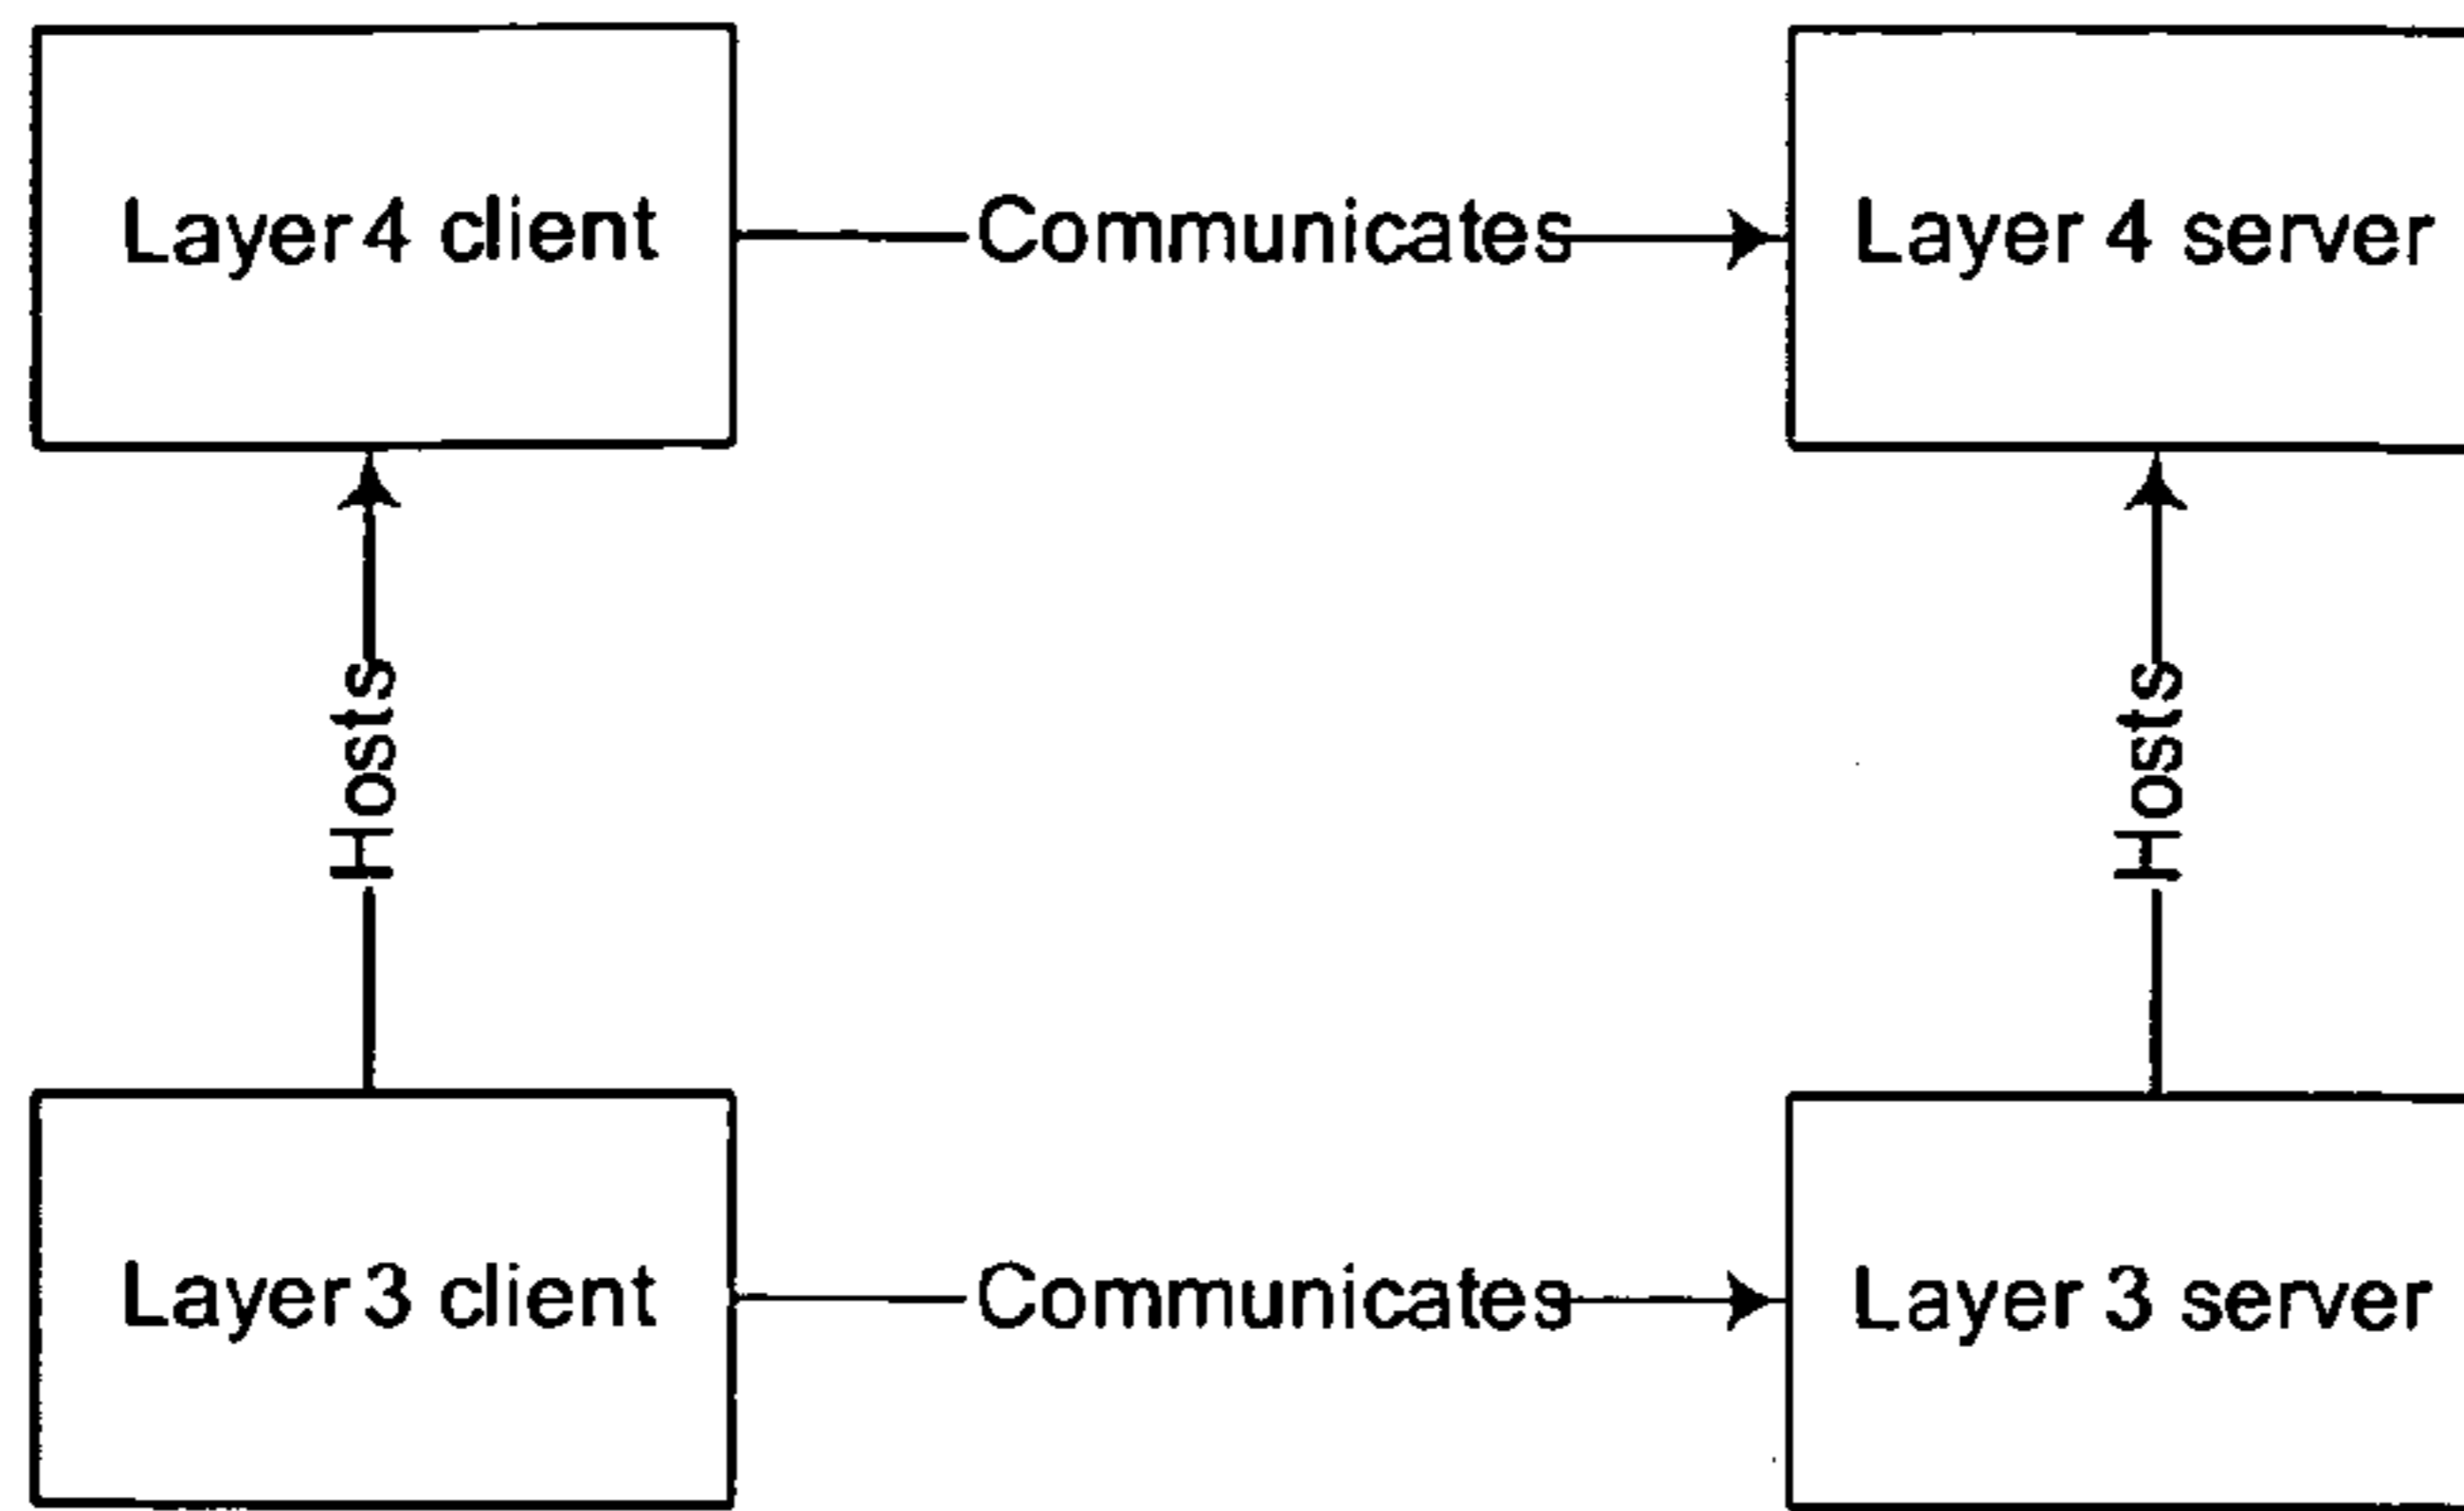 Layer 4 client
Communicates
Layer 4 server
Hosts
Hosts
Layer 3 client
Communicates
Layer 3 server